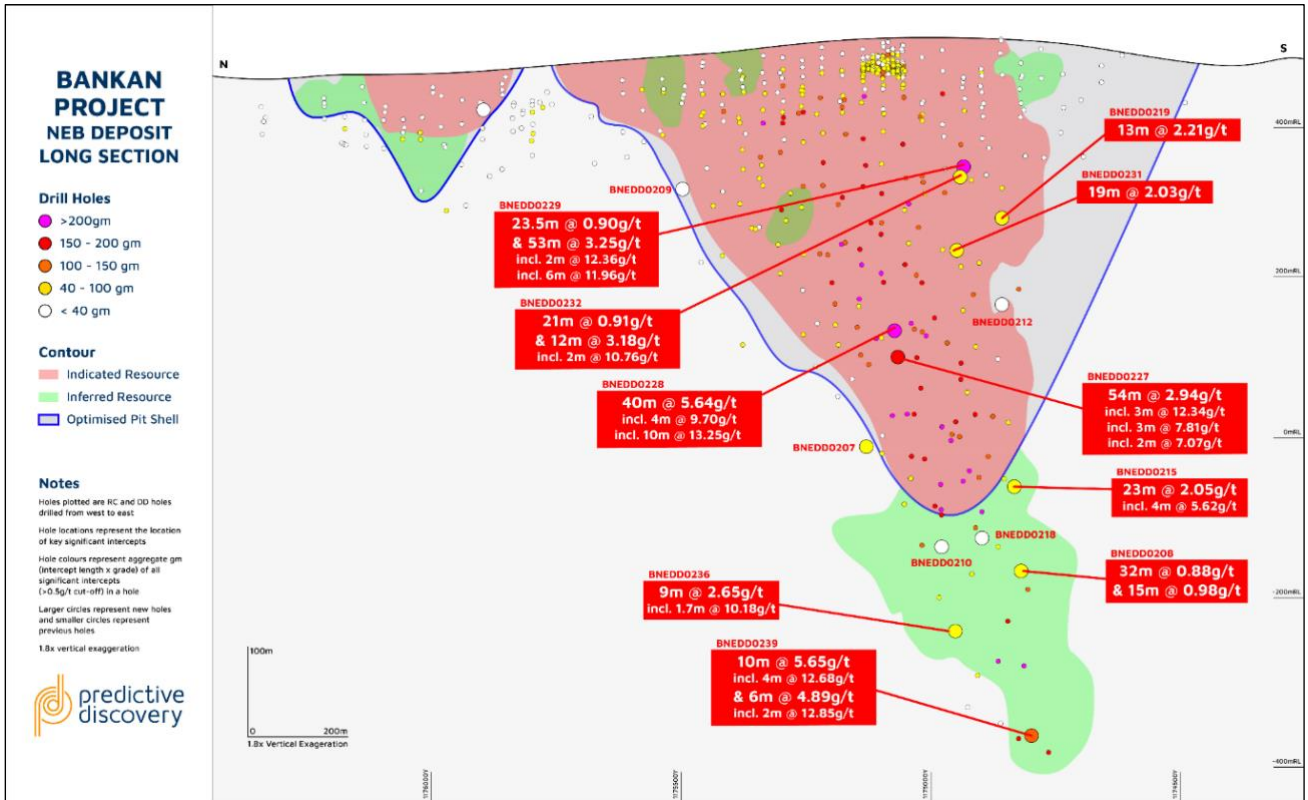 BANKAN
PROJECT
NEB DEPOSIT
LONG SECTION
Drill Holes
>200gm
150 - 200 gm
100 - 150 gm
40 - 100 gm
< 40 gm
Contour
Indicated Resource
Inferred Resource
Optimised Pit Shell
Notes
Holes plotted are RC and DD holes
drilled from west to east
Hole locations represent the location
of key significant intercepts
Hole colours represent aggregate gm
(intercept length x grade) of all
significant intercepts
(>0.5g/t cut-off) in a hole
Larger circles represent new holes
and smaller circles represent
previous holes
1.8x vertical exaggeration
predictive
discovery
N
S
BNEDD0219
13m @ 2.21g/t
400mRL
BNEDD0231
19m @ 2.03g/t
BNEDD0209
BNEDD0229
23.5m @ 0.90g/t
& 53m @ 3.25g/t
incl. 2m @ 12.36g/t
incl. 6m @ 11.96g/t
200mRL
BNEDD0232
21m @ 0.91g/t
& 12m @ 3.18g/t
incl. 2m @ 10.76g/t
BNEDD0212
BNEDD0228
40m @ 5.64g/t
incl. 4m @ 9.70g/t
incl. 10m @ 13.25g/t
BNEDD0227
54m @ 2.94g/t
incl. 3m @ 12.34g/t
incl. 3m @ 7.81g/t
incl. 2m @ 7.07g/t
0mRL
BNEDD0207
BNEDD0215
23m @ 2.05g/t
incl. 4m @ 5.62g/t
BNEDD0218
BNEDD0210
BNEDD0208
32m @ 0.88g/t
& 15m @ 0.98g/t
BNEDD0236
9m @ 2.65g/t
incl. 1.7m @ 10.18g/t
-200mRL
BNEDD0239
10m @ 5.65g/t
incl. 4m @ 12.68g/t
& 6m @ 4.89g/t
incl. 2m @ 12.85g/t
100m
0
200m
1.8x Vertical Exageration
-400mRL
1176000Y
1175500Y
1175000Y
1174500Y